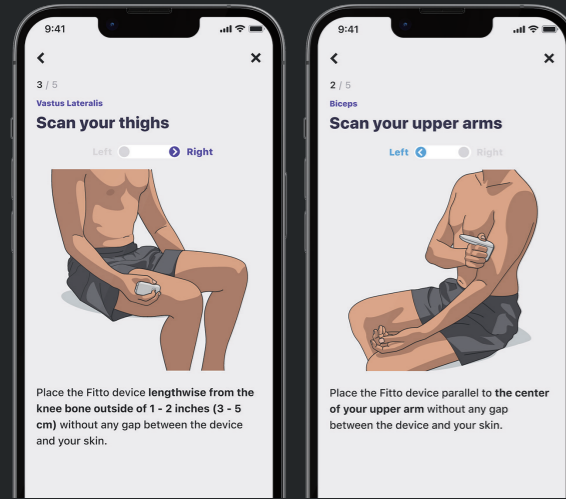 9:41
3 / 5
Vastus Lateralis
Scan your thighs
Left Right
Place the Fitto device lengthwise from the
knee bone outside of 1 - 2 inches (3 - 5
cm) without any gap between the device
and your skin.
9:41
2 / 5
Biceps
Scan your upper arms
Left Right
Place the Fitto device parallel to the center
of your upper arm without any gap
between the device and your skin.